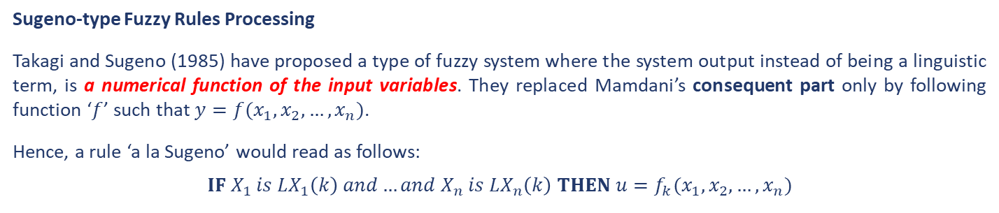 Sugeno-type Fuzzy Rules Processing
Takagi and Sugeno (1985) have proposed a type of fuzzy system where the system output instead of being a linguistic
term, is a numerical function of the input variables. They replaced Mamdani’s consequent part only by following
function ‘f’ such that y = f(x₁, x₂, … , xₙ).
Hence, a rule ‘a la Sugeno’ would read as follows:
IF X₁ is LX₁(k) and … and Xₙ is LXₙ(k) THEN u = fₖ(x₁, x₂, … , xₙ)